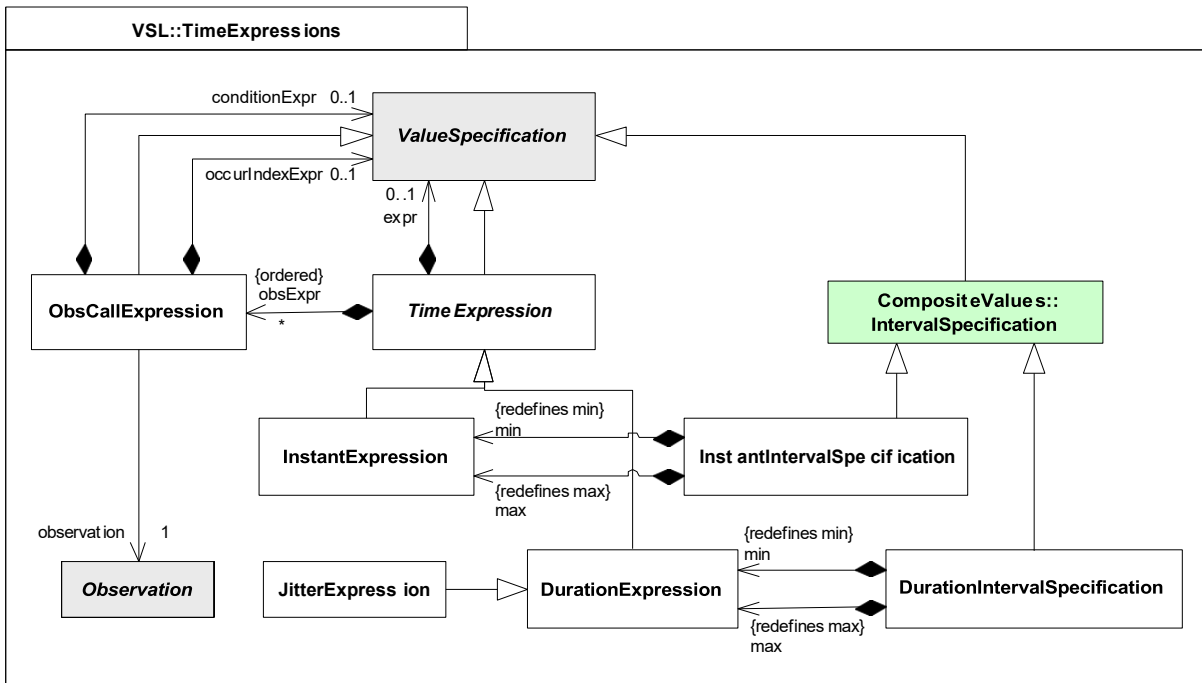 VSL::TimeExpressions
conditionExpr 0..1
ValueSpecification
occurIndexExpr 0..1
0..1
expr
{ordered}
obsExpr
*
ObsCallExpression
TimeExpression
CompositeValues::
IntervalSpecification
{redefines min}
min
InstantExpression
InstantIntervalSpecification
{redefines max}
max
observation 1
{redefines min}
min
Observation
JitterExpression
DurationExpression
DurationIntervalSpecification
{redefines max}
max